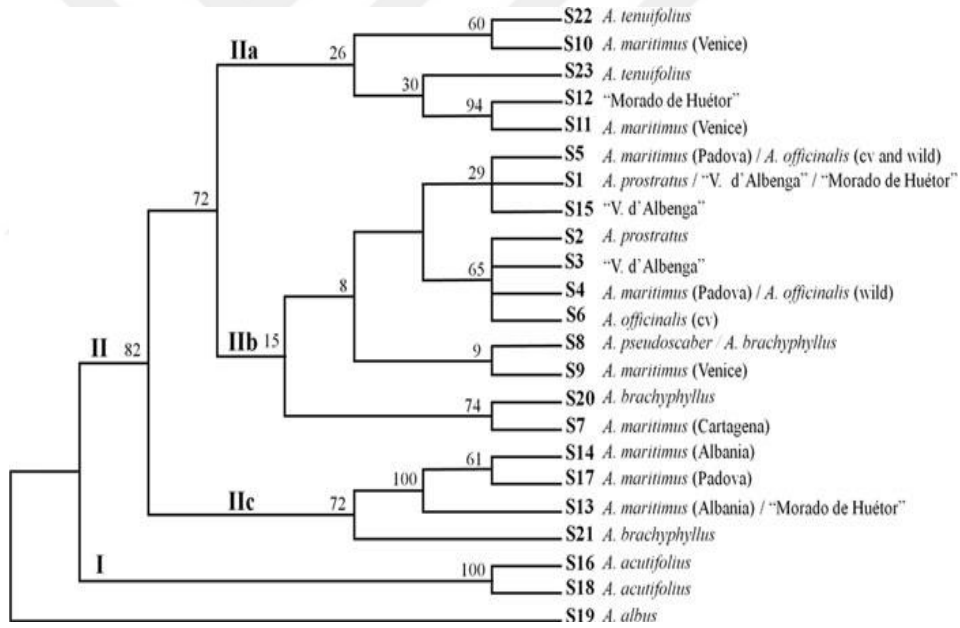 S22 A. tenuifolius
60
S10 A. maritimus (Venice)
IIa 26
S23 A. tenuifolius
30
S12 "Morado de Huétor"
94
S11 A. maritimus (Venice)
S5 A. maritimus (Padova) / A. officinalis (cv and wild)
29
S1 A. prostratus / "V. d'Albenga" / "Morado de Huétor"
72
S15 "V. d'Albenga"
S2 A. prostratus
S3 "V. d'Albenga"
65
8
S4 A. maritimus (Padova) / A. officinalis (wild)
S6 A. officinalis (cv)
II 82 IIb 15
S8 A. pseudoscaber / A. brachyphyllus
9
S9 A. maritimus (Venice)
S20 A. brachyphyllus
74
S7 A. maritimus (Cartagena)
S14 A. maritimus (Albania)
61
S17 A. maritimus (Padova)
100
IIc 72
S13 A. maritimus (Albania) / "Morado de Huétor"
S21 A. brachyphyllus
I
S16 A. acutifolius
100
S18 A. acutifolius
S19 A. albus